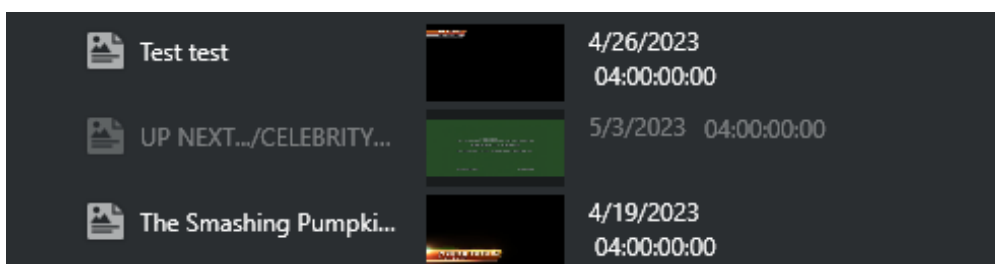 Test test
4/26/2023
04:00:00:00
UP NEXT.../CELEBRITY...
5/3/2023 04:00:00:00
The Smashing Pumpki...
4/19/2023
04:00:00:00